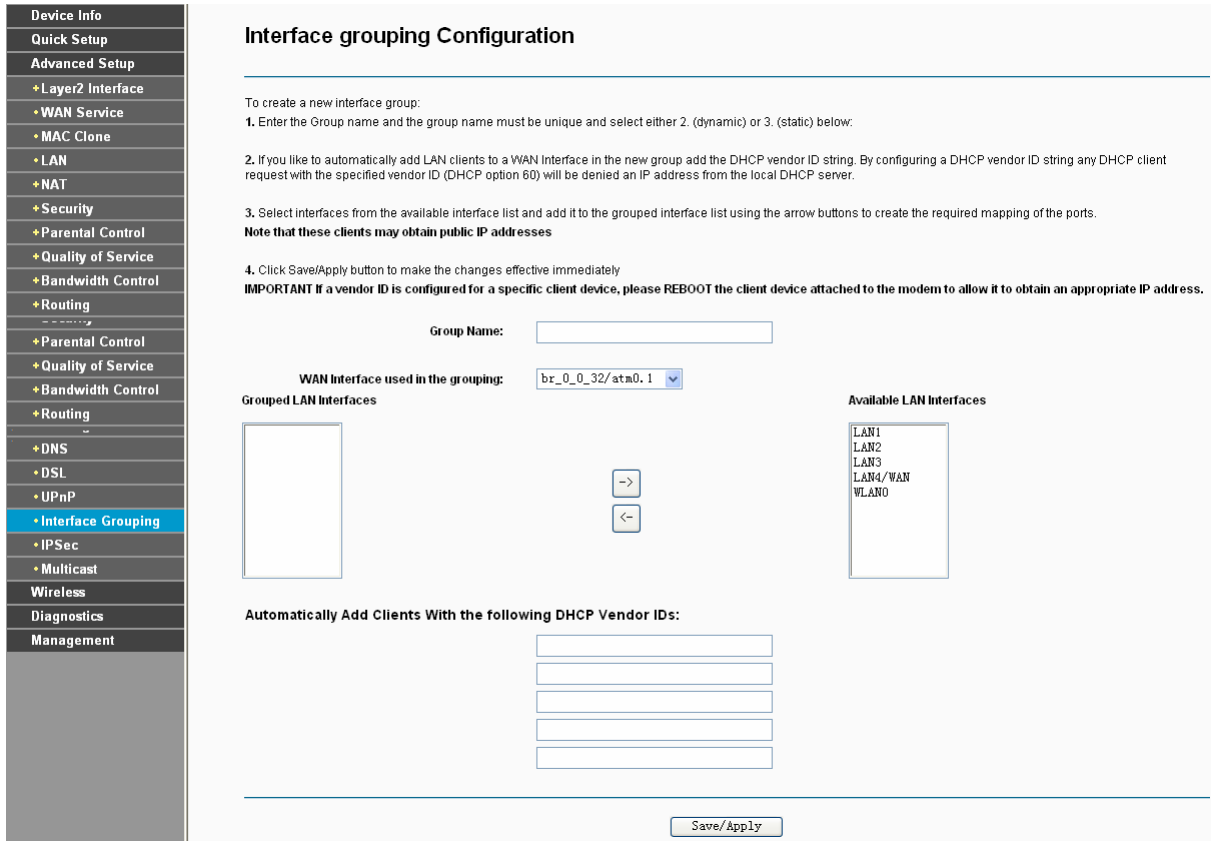 Device Info
Quick Setup
Advanced Setup
+Layer2 Interface
•WAN Service
•MAC Clone
•LAN
+NAT
+Security
+Parental Control
+Quality of Service
+Bandwidth Control
+Routing
+Parental Control
+Quality of Service
+Bandwidth Control
+Routing
+DNS
•DSL
•UPnP
•Interface Grouping
•IPSec
•Multicast
Wireless
Diagnostics
Management
Interface grouping Configuration
To create a new interface group:
1. Enter the Group name and the group name must be unique and select either 2. (dynamic) or 3. (static) below:
2. If you like to automatically add LAN clients to a WAN Interface in the new group add the DHCP vendor ID string. By configuring a DHCP vendor ID string any DHCP client
request with the specified vendor ID (DHCP option 60) will be denied an IP address from the local DHCP server.
3. Select interfaces from the available interface list and add it to the grouped interface list using the arrow buttons to create the required mapping of the ports.
Note that these clients may obtain public IP addresses
4. Click Save/Apply button to make the changes effective immediately
IMPORTANT If a vendor ID is configured for a specific client device, please REBOOT the client device attached to the modem to allow it to obtain an appropriate IP address.
Group Name:
WAN Interface used in the grouping: br_0_0_32/atm0.1
Grouped LAN Interfaces
Available LAN Interfaces
LAN1
LAN2
LAN3
LAN4/WAN
WLAN0
->
<-
Automatically Add Clients With the following DHCP Vendor IDs:
Save/Apply